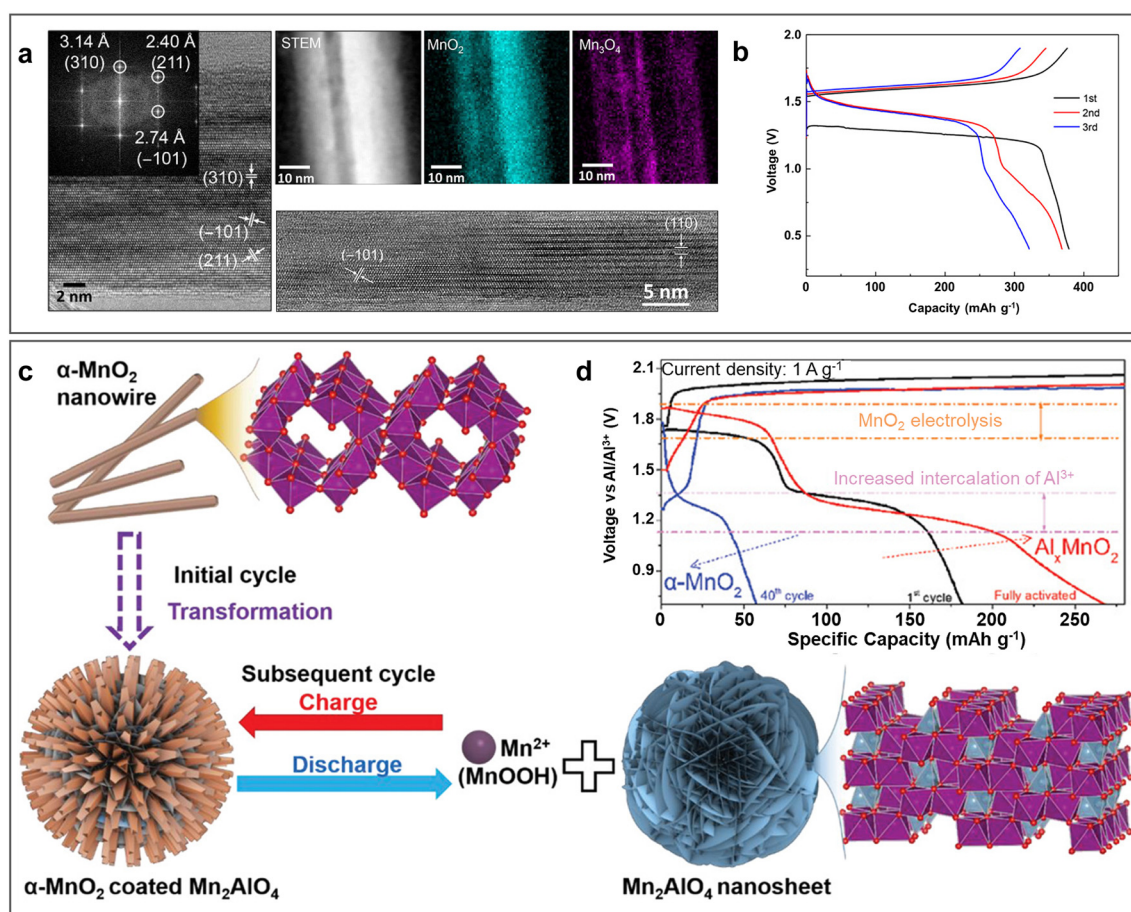 a
3.14 Å
(310)
2.40 Å
(211)
2.74 Å
(–101)
(310)
(–101)
(211)
2 nm
STEM
10 nm
MnO2
10 nm
Mn3O4
10 nm
(–101)
(110)
5 nm
b
2.0
1.5
1.0
0.5
Voltage (V)
1st
2nd
3rd
0 100 200 300 400
Capacity (mAh g-1)
c
α-MnO2
nanowire
Initial cycle
Transformation
Subsequent cycle
Charge
Discharge
Mn2+
(MnOOH)
α-MnO2 coated Mn2AlO4
Mn2AlO4 nanosheet
d
Current density: 1 A g-1
2.1
1.8
1.5
1.2
0.9
Voltage vs Al/Al3+ (V)
MnO2 electrolysis
Increased intercalation of Al3+
α-MnO2
AlxMnO2
40th cycle
1st cycle
Fully activated
0 50 100 150 200 250
Specific Capacity (mAh g-1)